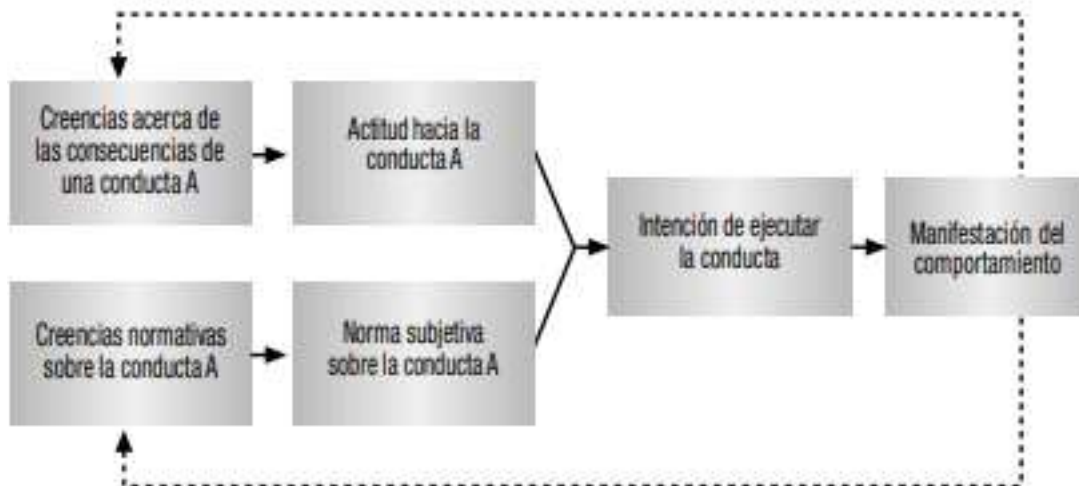 Creencias acerca de
las consecuencias de
una conducta A
Actitud hacia la
conducta A
Intención de ejecutar
la conducta
Manifestación del
comportamiento
Creencias normativas
sobre la conducta A
Norma subjetiva
sobre la conducta A